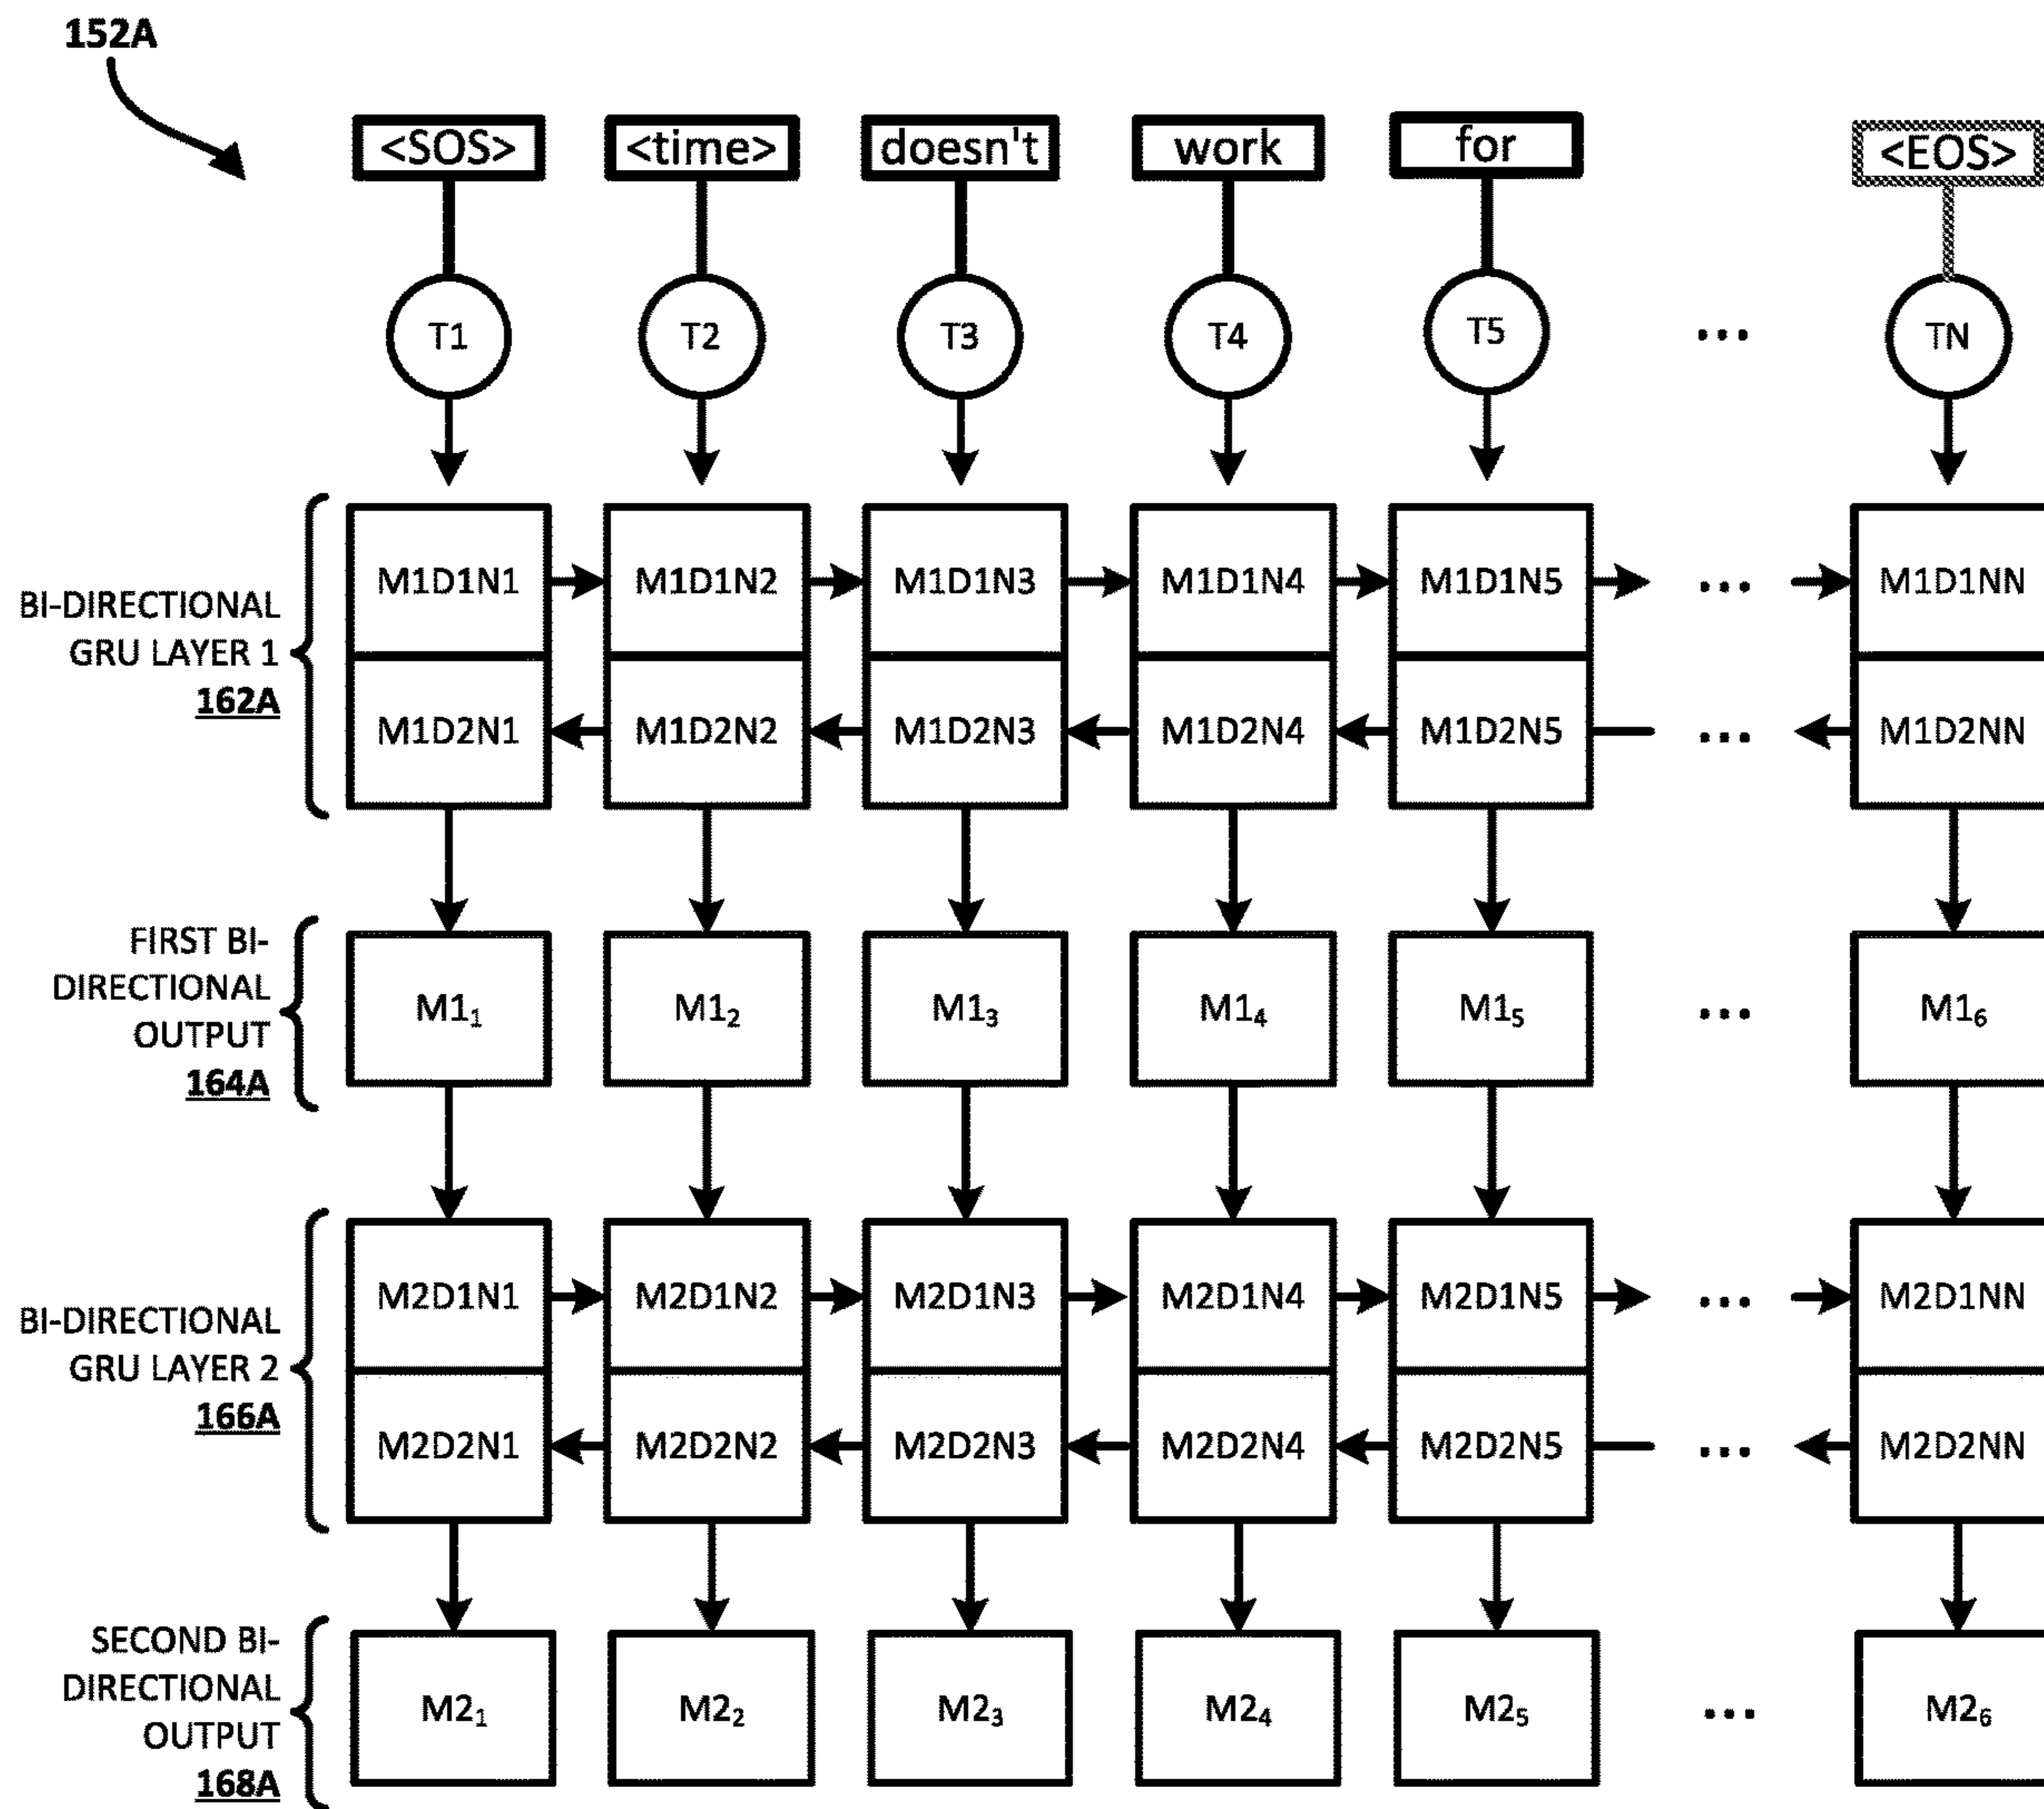 152A
<SOS> <time> doesn't work for <EOS>
T1 T2 T3 T4 T5 ... TN
BI-DIRECTIONAL
GRU LAYER 1
162A
M1D1N1 M1D1N2 M1D1N3 M1D1N4 M1D1N5 ... M1D1NN
M1D2N1 M1D2N2 M1D2N3 M1D2N4 M1D2N5 ... M1D2NN
FIRST BI-
DIRECTIONAL
OUTPUT
164A
M1₁ M1₂ M1₃ M1₄ M1₅ ... M1₆
BI-DIRECTIONAL
GRU LAYER 2
166A
M2D1N1 M2D1N2 M2D1N3 M2D1N4 M2D1N5 ... M2D1NN
M2D2N1 M2D2N2 M2D2N3 M2D2N4 M2D2N5 ... M2D2NN
SECOND BI-
DIRECTIONAL
OUTPUT
168A
M2₁ M2₂ M2₃ M2₄ M2₅ ... M2₆